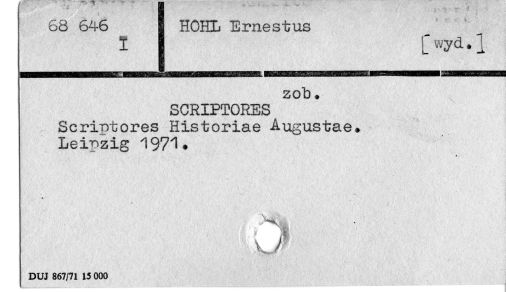 68 646
I
HOHL Ernestus
[wyd.]
zob.
SCRIPTORES
Scriptores Historiae Augustae.
Leipzig 1971.
DUJ 867/71 15 000